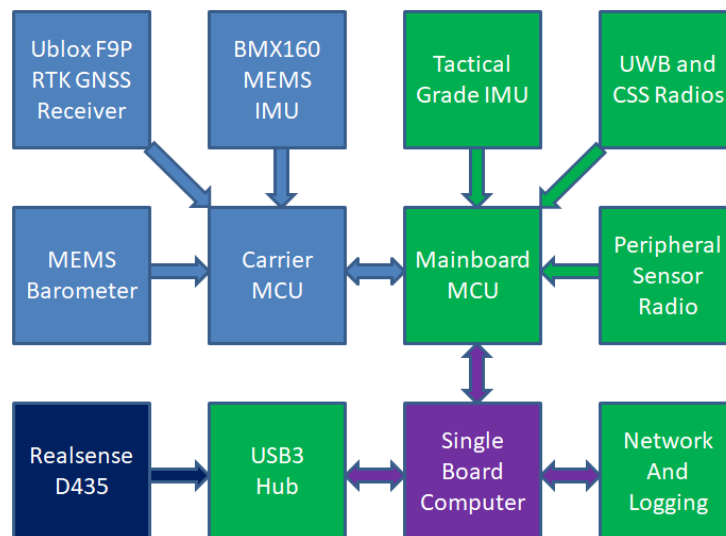 Ublox F9P
RTK GNSS
Receiver
BMX160
MEMS
IMU
Tactical
Grade IMU
UWB and
CSS Radios
MEMS
Barometer
Carrier
MCU
Mainboard
MCU
Peripheral
Sensor
Radio
Realsense
D435
USB3
Hub
Single
Board
Computer
Network
And
Logging